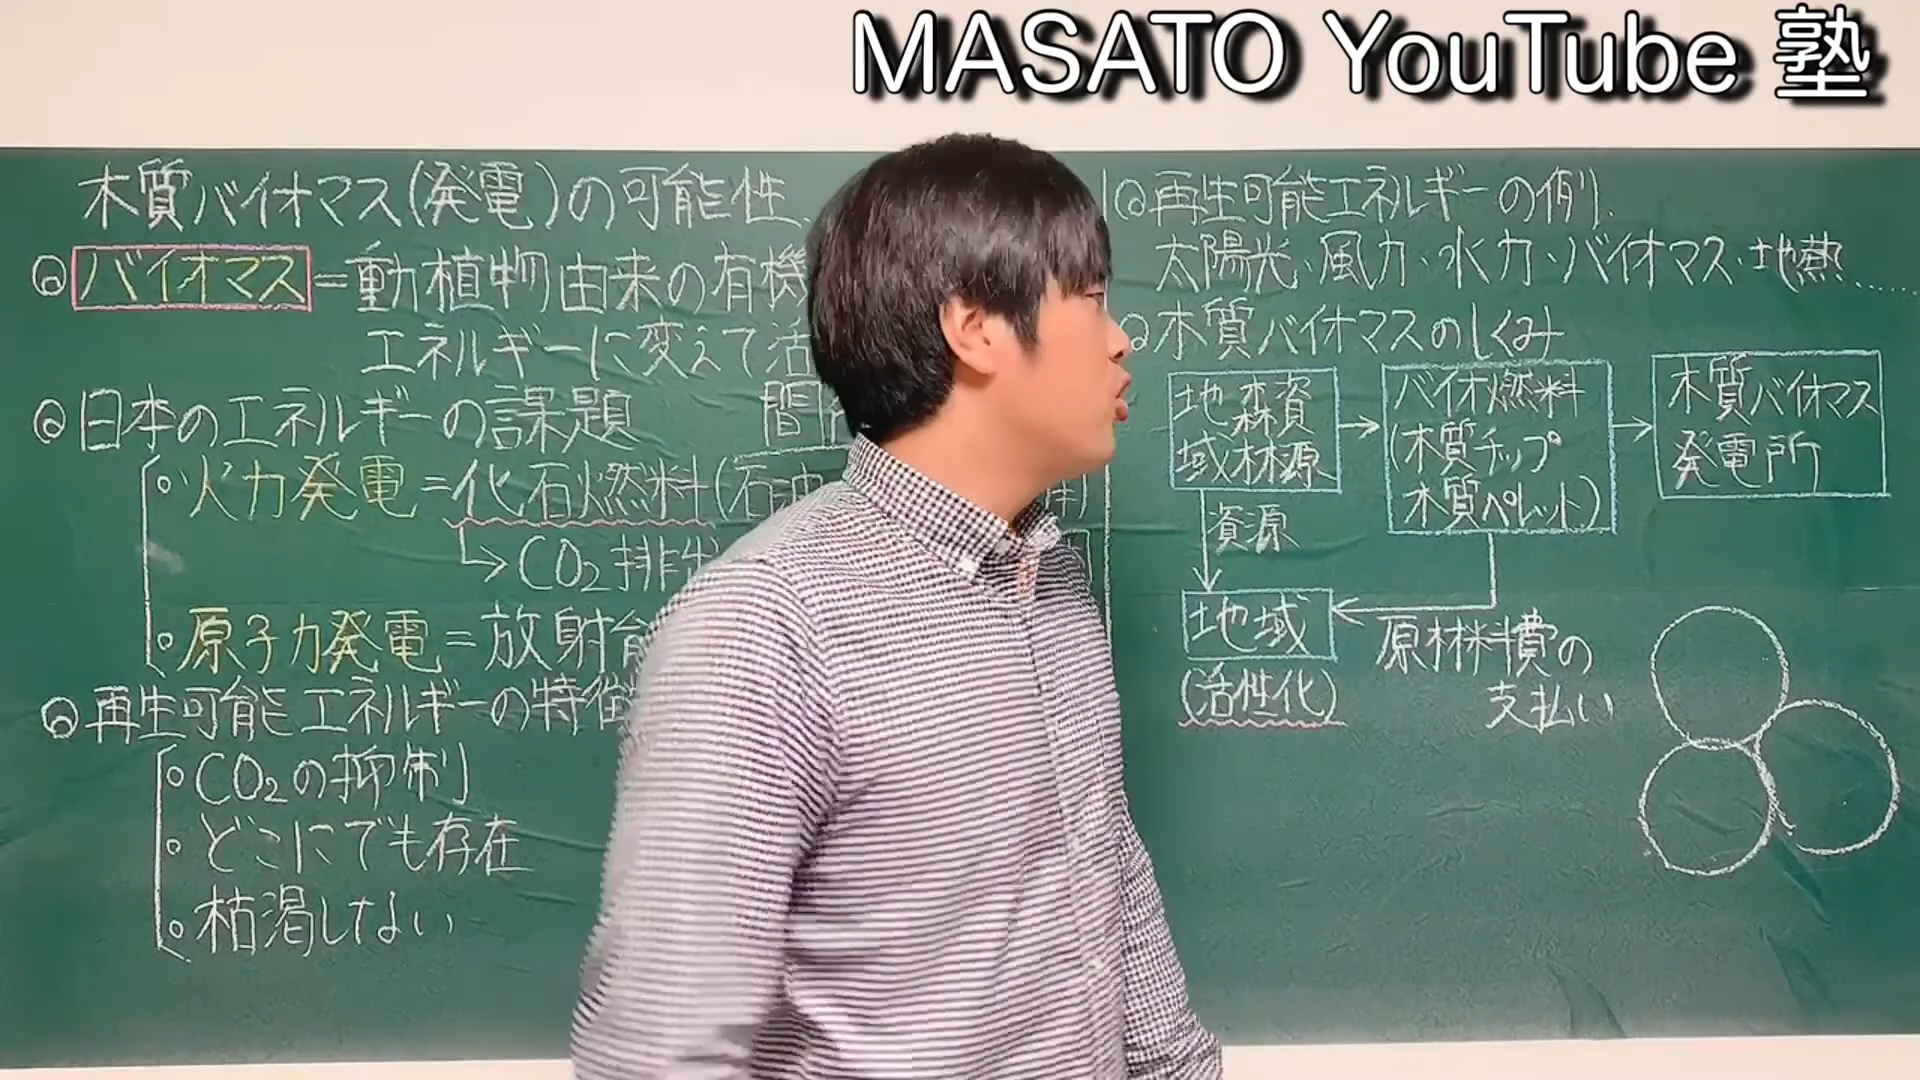 MASATO YouTube 塾
木質バイオマス(発電)の可能性
◎ バイオマス=動植物由来の有機
エネルギーに変えて活
◎日本のエネルギーの課題
・火力発電=化石燃料(石油
→CO2排出
・原子力発電=放射能
◎再生可能エネルギーの特徴
・CO2の抑制
・どこにでも存在
・枯渇しない
◎再生可能エネルギーの例
太陽光・風力・水力・バイオマス・地熱……
◎木質バイオマスのしくみ
地域
森林
資源
→
バイオ燃料
(木質チップ
木質ペレット)
→
木質バイオマス
発電所
資源
地域
(活性化)
原材料費の
支払い